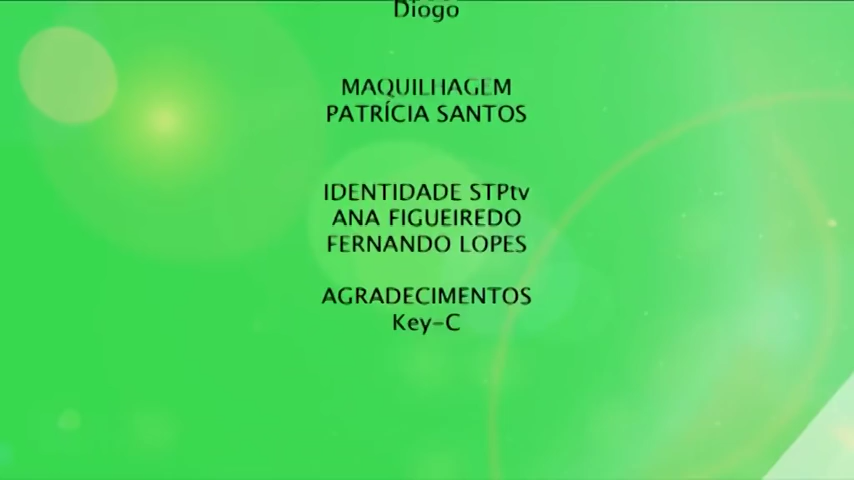 Diogo
MAQUILHAGEM
PATRÍCIA SANTOS
IDENTIDADE STPtv
ANA FIGUEIREDO
FERNANDO LOPES
AGRADECIMENTOS
Key-C